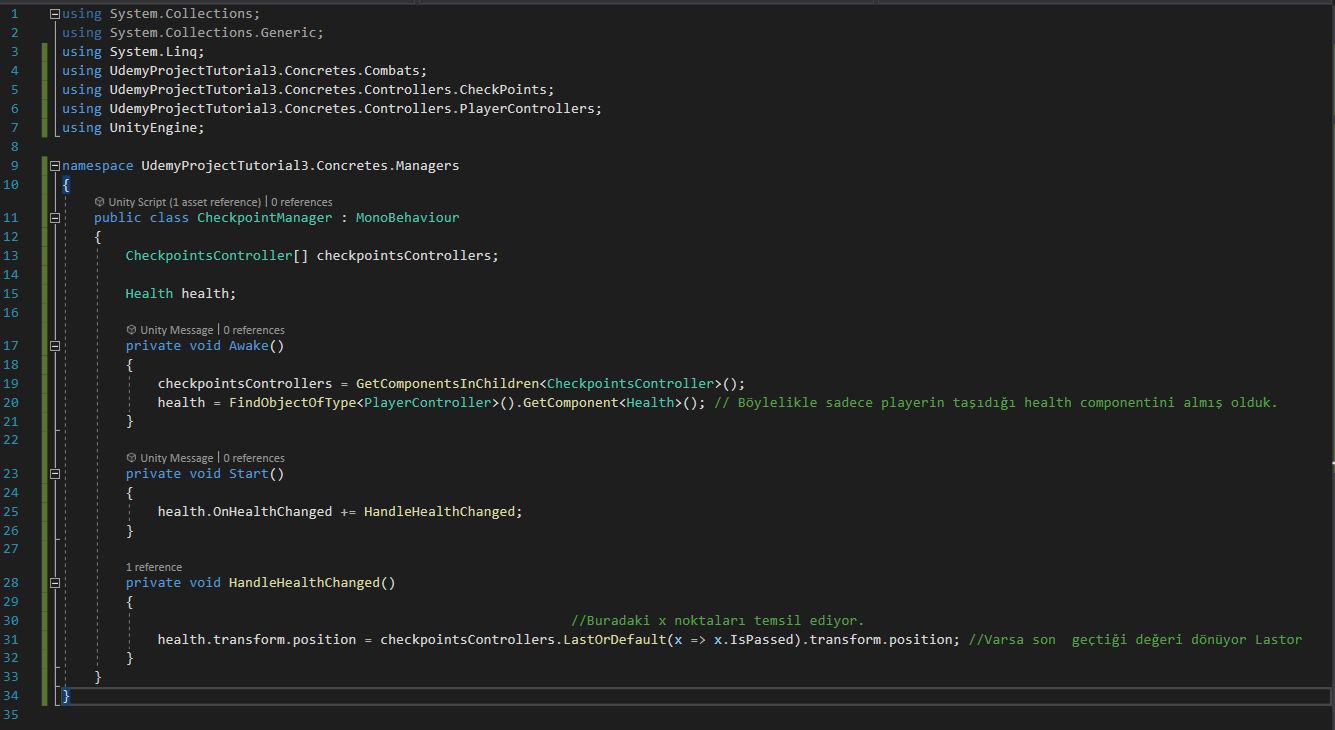 1 using System.Collections;
2 using System.Collections.Generic;
3 using System.Linq;
4 using UdemyProjectTutorial3.Concretes.Combats;
5 using UdemyProjectTutorial3.Concretes.Controllers.CheckPoints;
6 using UdemyProjectTutorial3.Concretes.Controllers.PlayerControllers;
7 using UnityEngine;
8
9 namespace UdemyProjectTutorial3.Concretes.Managers
10 {
Unity Script (1 asset reference) | 0 references
11 public class CheckpointManager : MonoBehaviour
12 {
13 CheckpointsController[] checkpointsControllers;
14
15 Health health;
16
Unity Message | 0 references
17 private void Awake()
18 {
19 checkpointsControllers = GetComponentsInChildren<CheckpointsController>();
20 health = FindObjectOfType<PlayerController>().GetComponent<Health>(); // Böylelikle sadece playerin taşıdığı health componentini almış olduk.
21 }
22
Unity Message | 0 references
23 private void Start()
24 {
25 health.OnHealthChanged += HandleHealthChanged;
26 }
27
1 reference
28 private void HandleHealthChanged()
29 {
30 //Buradaki x noktaları temsil ediyor.
31 health.transform.position = checkpointsControllers.LastOrDefault(x => x.IsPassed).transform.position; //Varsa son  geçtiği değeri dönüyor Lastor
32 }
33 }
34 }
35